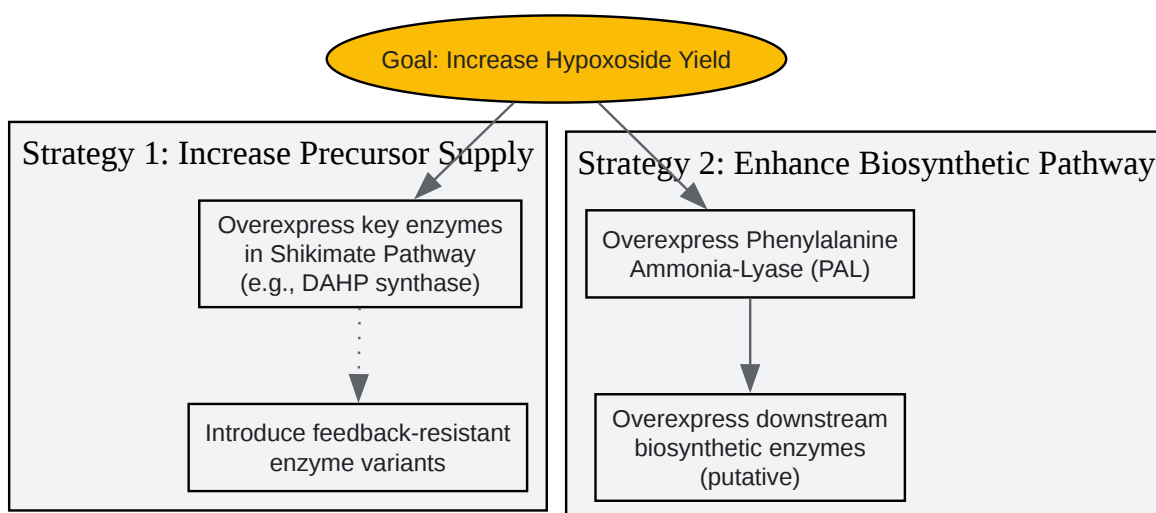 Goal: Increase Hypoxoside Yield
Strategy 1: Increase Precursor Supply
Overexpress key enzymes
in Shikimate Pathway
(e.g., DAHP synthase)
Introduce feedback-resistant
enzyme variants
Strategy 2: Enhance Biosynthetic Pathway
Overexpress Phenylalanine
Ammonia-Lyase (PAL)
Overexpress downstream
biosynthetic enzymes
(putative)